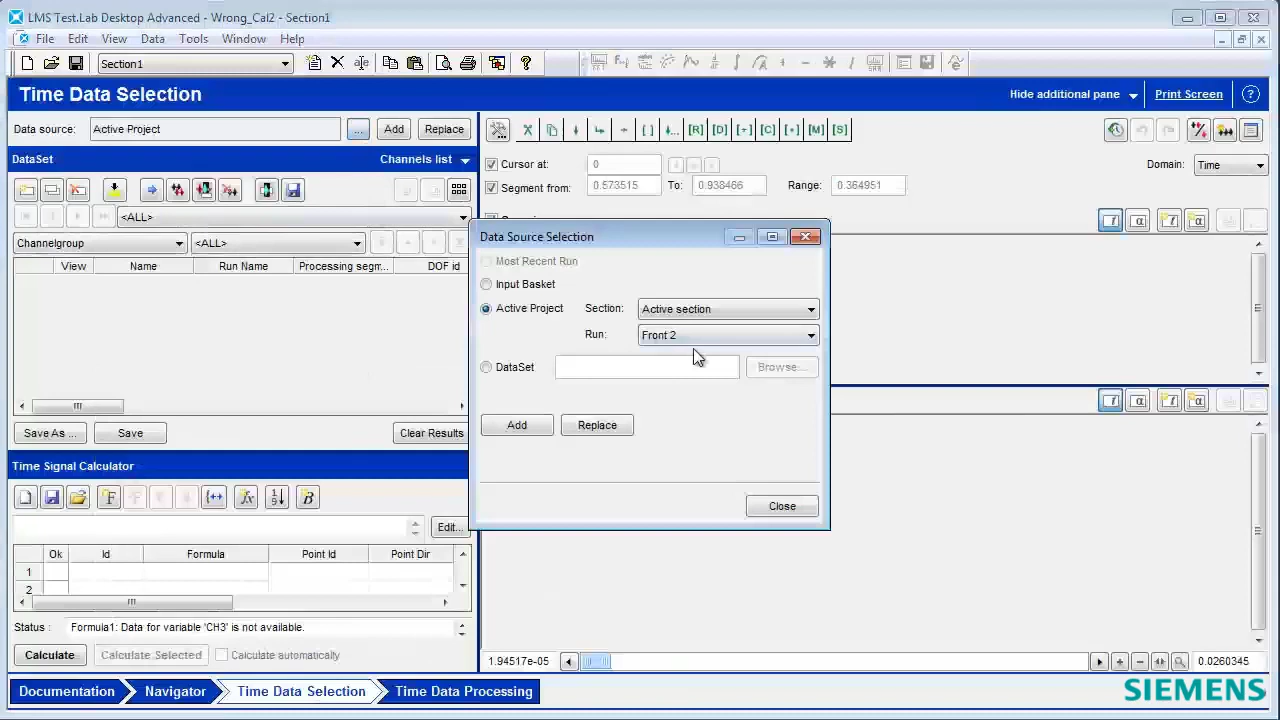 LMS Test.Lab Desktop Advanced - Wrong_Cal2 - Section1
File Edit View Data Tools Window Help
Section1
Time Data Selection
Hide additional pane
Print Screen
Data source: Active Project ... Add Replace
[R] [D] [÷] [C] [•] [M] [S]
DataSet
Channels list
Cursor at: 0
Domain: Time
Segment from: 0.573515 To: 0.938466 Range: 0.364951
<ALL>
Channelgroup <ALL>
View Name Run Name Processing segm... DOF id
Data Source Selection
Most Recent Run
Input Basket
Active Project Section: Active section
Run: Front 2
DataSet Browse...
Add Replace
Close
Save As ... Save Clear Results
Time Signal Calculator
Edit...
Ok Id Formula Point Id Point Dir
1
2
Status : Formula1: Data for variable 'CH3' is not available.
Calculate Calculate Selected Calculate automatically
1.94517e-05 0.0260345
Documentation Navigator Time Data Selection Time Data Processing
SIEMENS